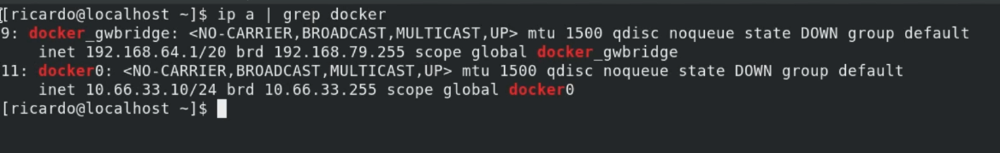 [ricardo@localhost ~]$ ip a | grep docker
9: docker_gwbridge: <NO-CARRIER,BROADCAST,MULTICAST,UP> mtu 1500 qdisc noqueue state DOWN group default
inet 192.168.64.1/20 brd 192.168.79.255 scope global docker_gwbridge
11: docker0: <NO-CARRIER,BROADCAST,MULTICAST,UP> mtu 1500 qdisc noqueue state DOWN group default
inet 10.66.33.10/24 brd 10.66.33.255 scope global docker0
[ricardo@localhost ~]$